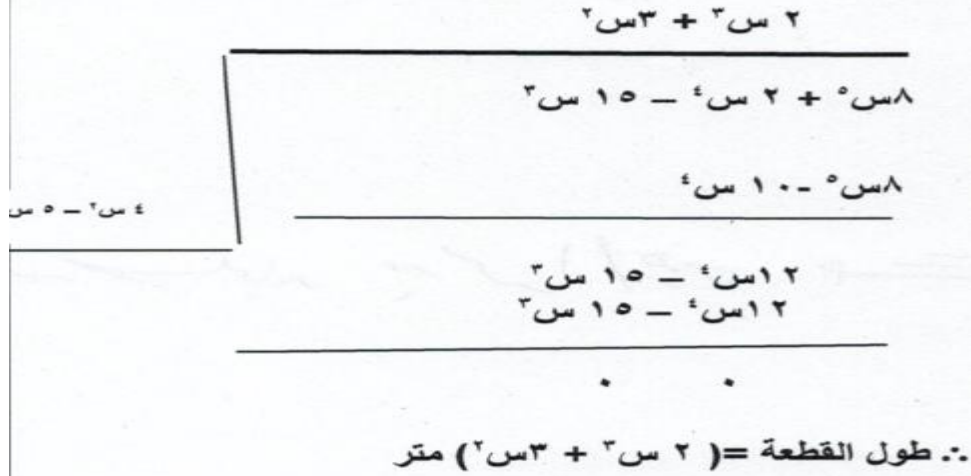 ٢ س٣ + ٣س٢
٨س٥ + ٢ س٤ – ١٥ س٣
٨س٥ -١٠ س٤
٤ س٢ – ٥ س
١٢س٤ – ١٥ س٣
١٢س٤ – ١٥ س٣
٠ ٠
∴ طول القطعة =( ٢ س٣ + ٣س٢) متر